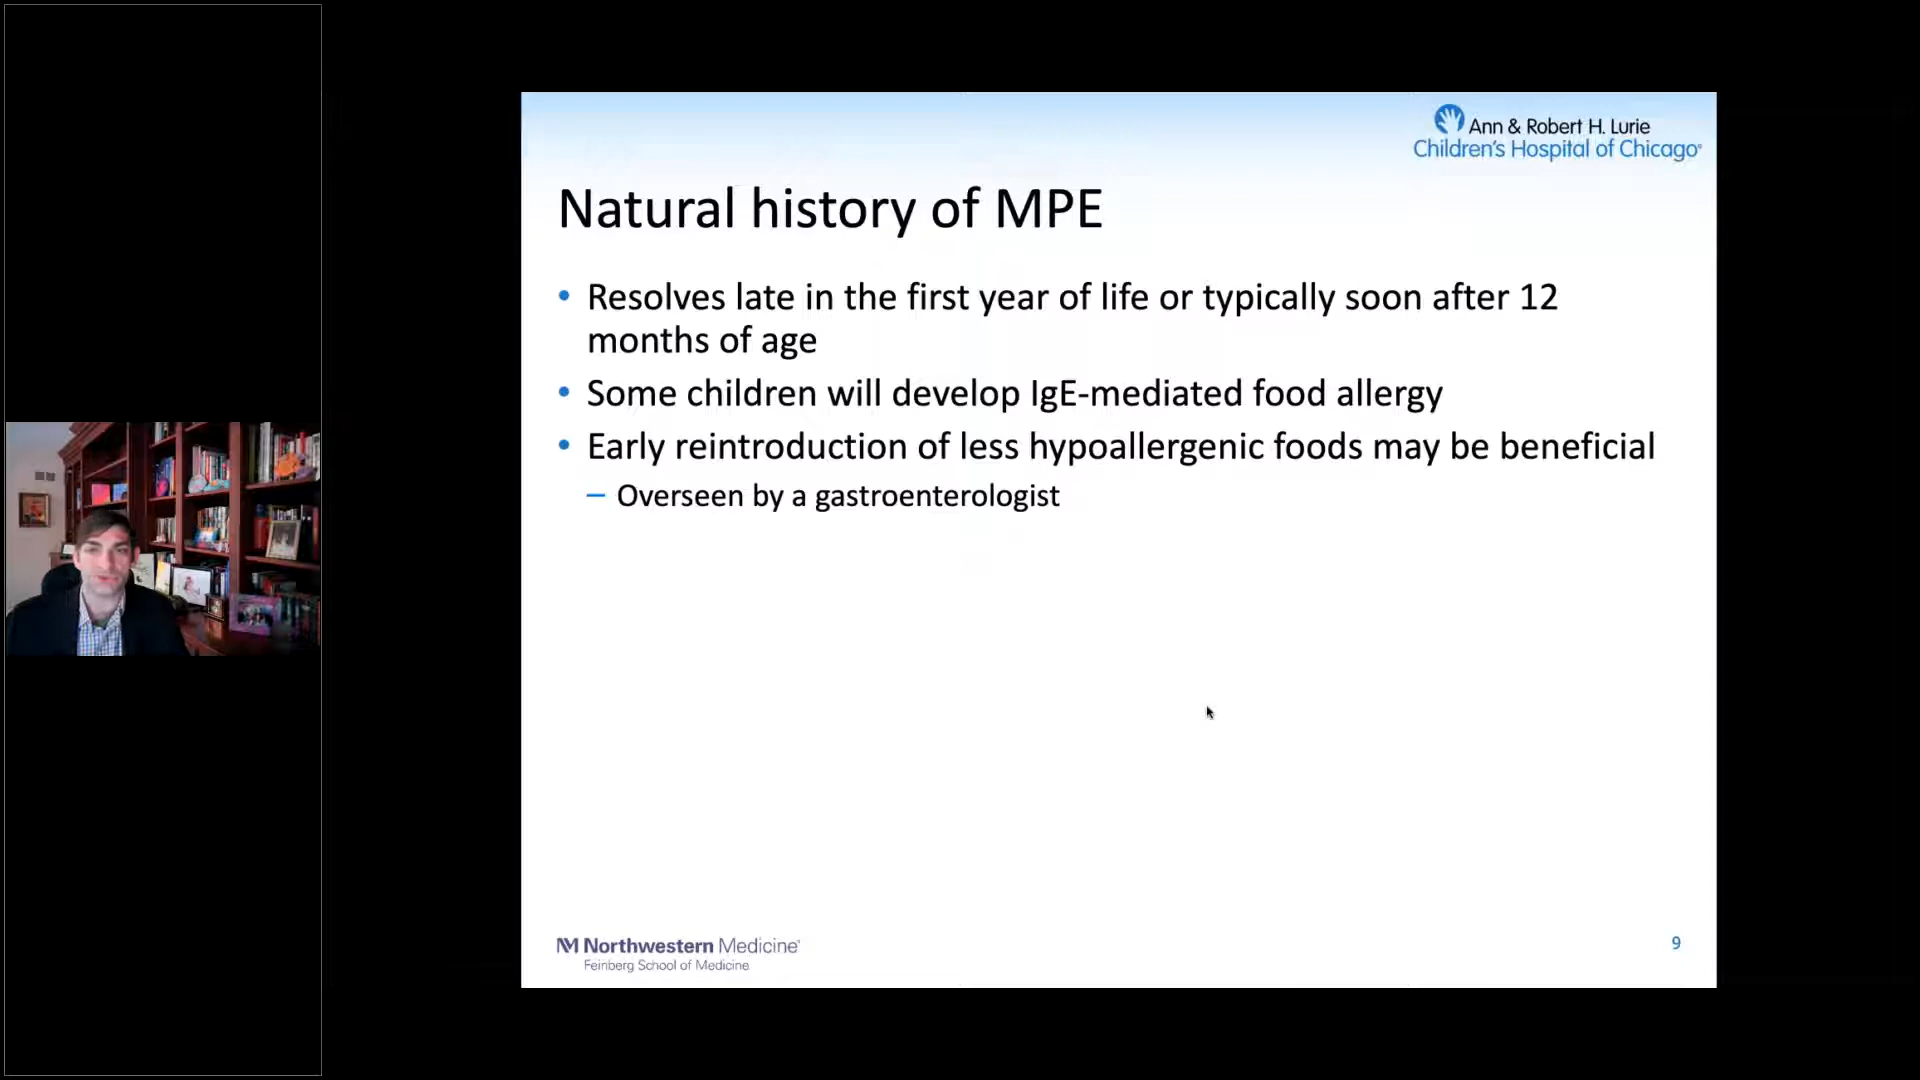 Ann & Robert H. Lurie
Children's Hospital of Chicago®
Natural history of MPE
• Resolves late in the first year of life or typically soon after 12
months of age
• Some children will develop IgE-mediated food allergy
• Early reintroduction of less hypoallergenic foods may be beneficial
– Overseen by a gastroenterologist
NM Northwestern Medicine®
Feinberg School of Medicine
9